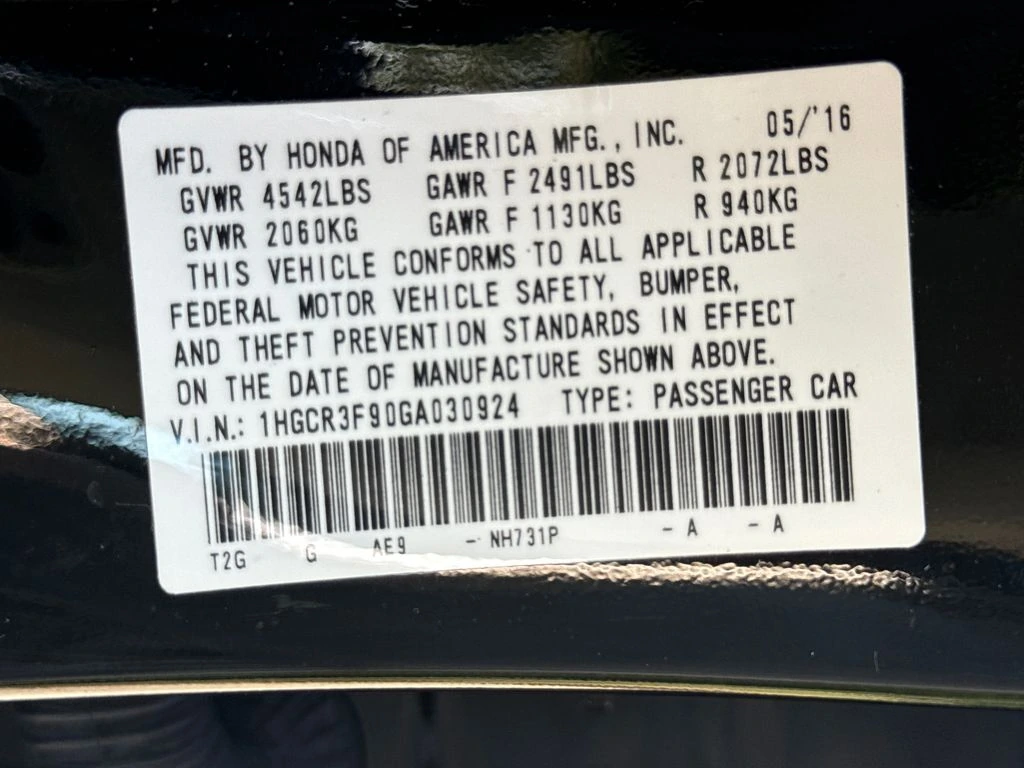 MFD. BY HONDA OF AMERICA MFG., INC. 05/'16
GVWR 4542LBS GAWR F 2491LBS R 2072LBS
GVWR 2060KG GAWR F 1130KG R 940KG
THIS VEHICLE CONFORMS TO ALL APPLICABLE
FEDERAL MOTOR VEHICLE SAFETY, BUMPER,
AND THEFT PREVENTION STANDARDS IN EFFECT
ON THE DATE OF MANUFACTURE SHOWN ABOVE.
V.I.N.: 1HGCR3F90GA030924 TYPE: PASSENGER CAR
T2G G AE9 - NH731P - A - A